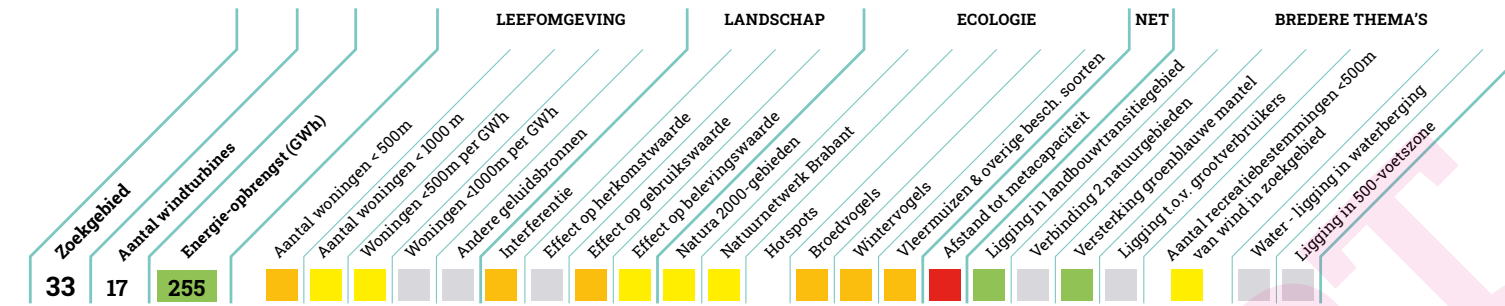 LEEFOMGEVING
LANDSCHAP
ECOLOGIE
NET
BREDERE THEMA'S
Zoekgebied
Aantal windturbines
Energie-opbrengst (GWh)
Aantal woningen < 500m
Aantal woningen < 1000 m
Woningen <500m per GWh
Woningen <1000m per GWh
Andere geluidsbronnen
Interferentie
Effect op herkomstwaarde
Effect op gebruikswaarde
Effect op belevingswaarde
Natura 2000-gebieden
Natuurnetwerk Brabant
Hotspots
Broedvogels
Wintervogels
Vleermuizen & overige besch. soorten
Afstand tot metacapaciteit
Ligging in landbouwtransitiegebied
Verbinding 2 natuurgebieden
Versterking groenblauwe mantel
Ligging t.o.v. grootverbruikers
Aantal recreatiebestemmingen <500m
van wind in zoekgebied
Water - ligging in waterberging
Ligging in 500-voetszone
33
17
255